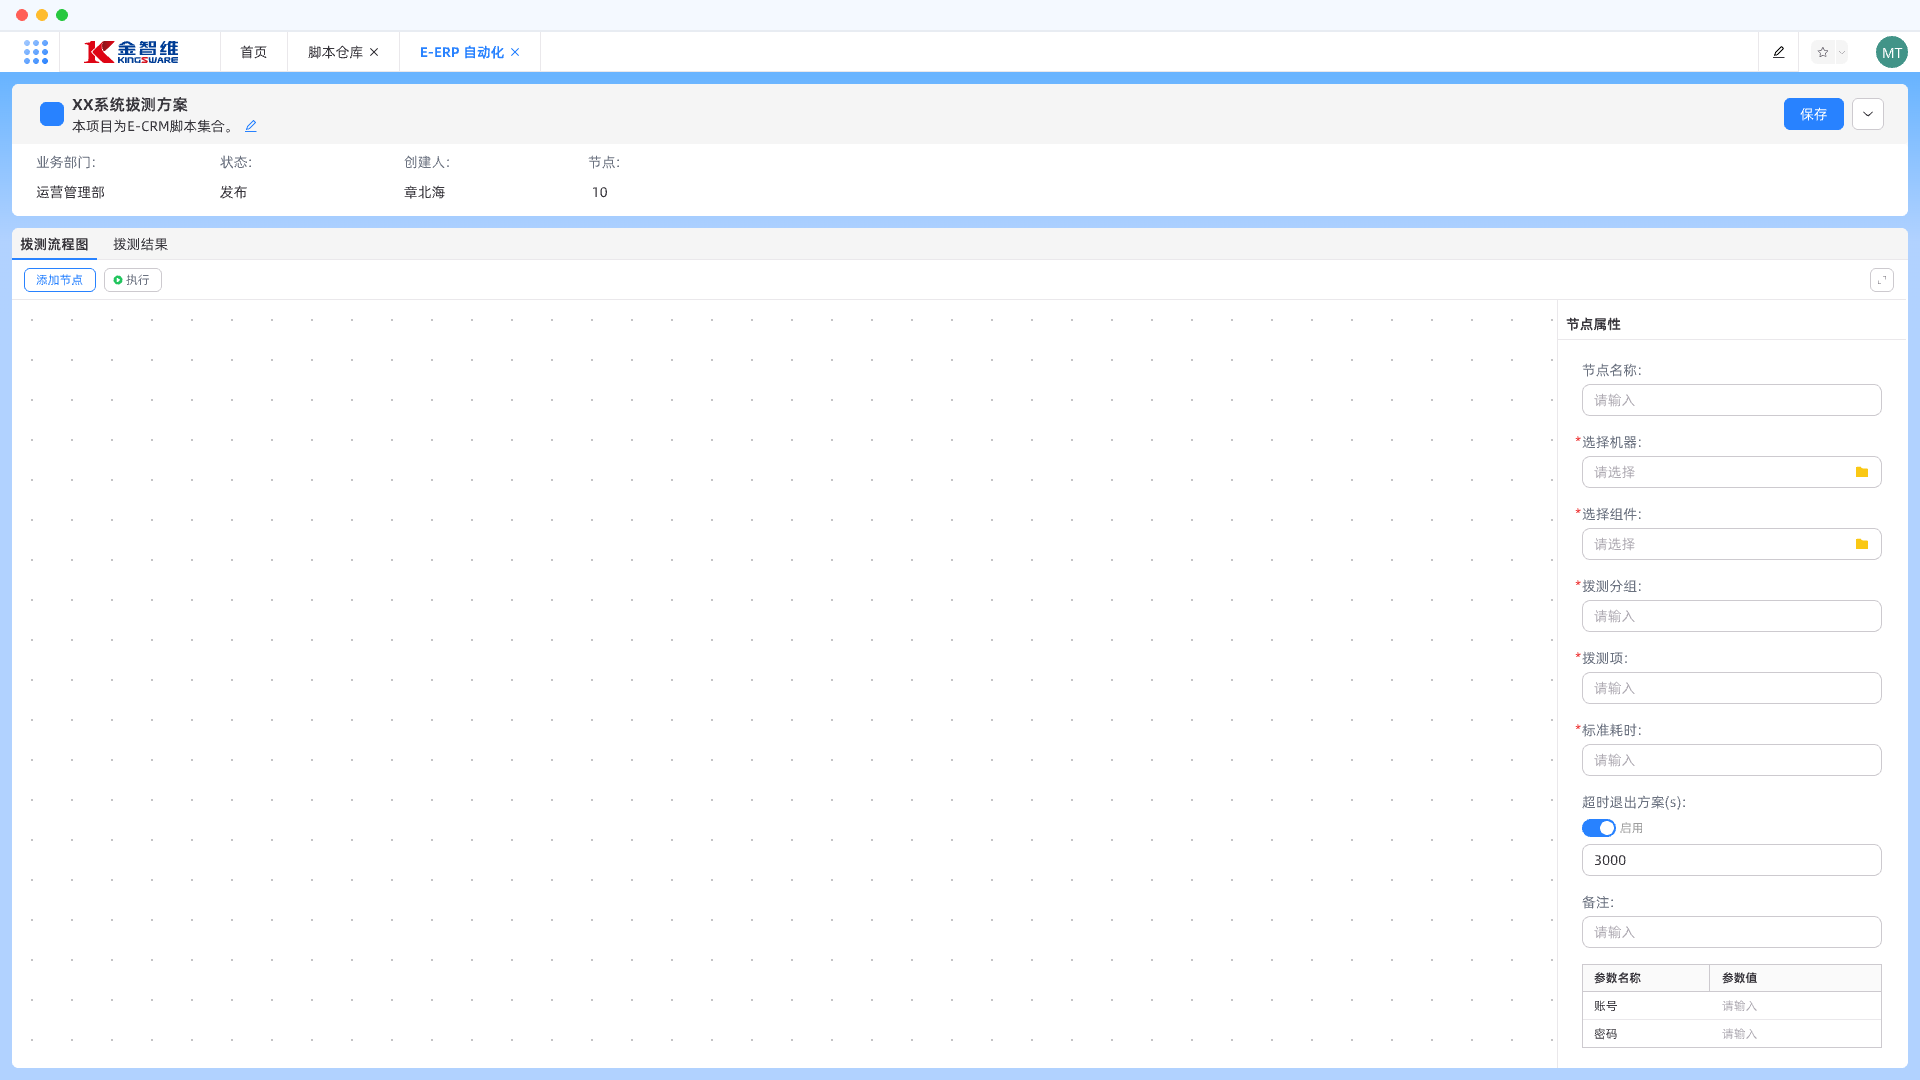 金智维
KINGSWARE
首页
脚本仓库
E-ERP 自动化
MT
XX系统拔测方案
本项目为E-CRM脚本集合。
保存
业务部门:
状态:
创建人:
节点:
运营管理部
发布
章北海
10
拨测流程图
拨测结果
添加节点
执行
节点属性
节点名称:
请输入
*选择机器:
请选择
*选择组件:
请选择
*拨测分组:
请输入
*拨测项:
请输入
*标准耗时:
请输入
超时退出方案(s):
启用
3000
备注:
请输入
参数名称
参数值
账号
请输入
密码
请输入